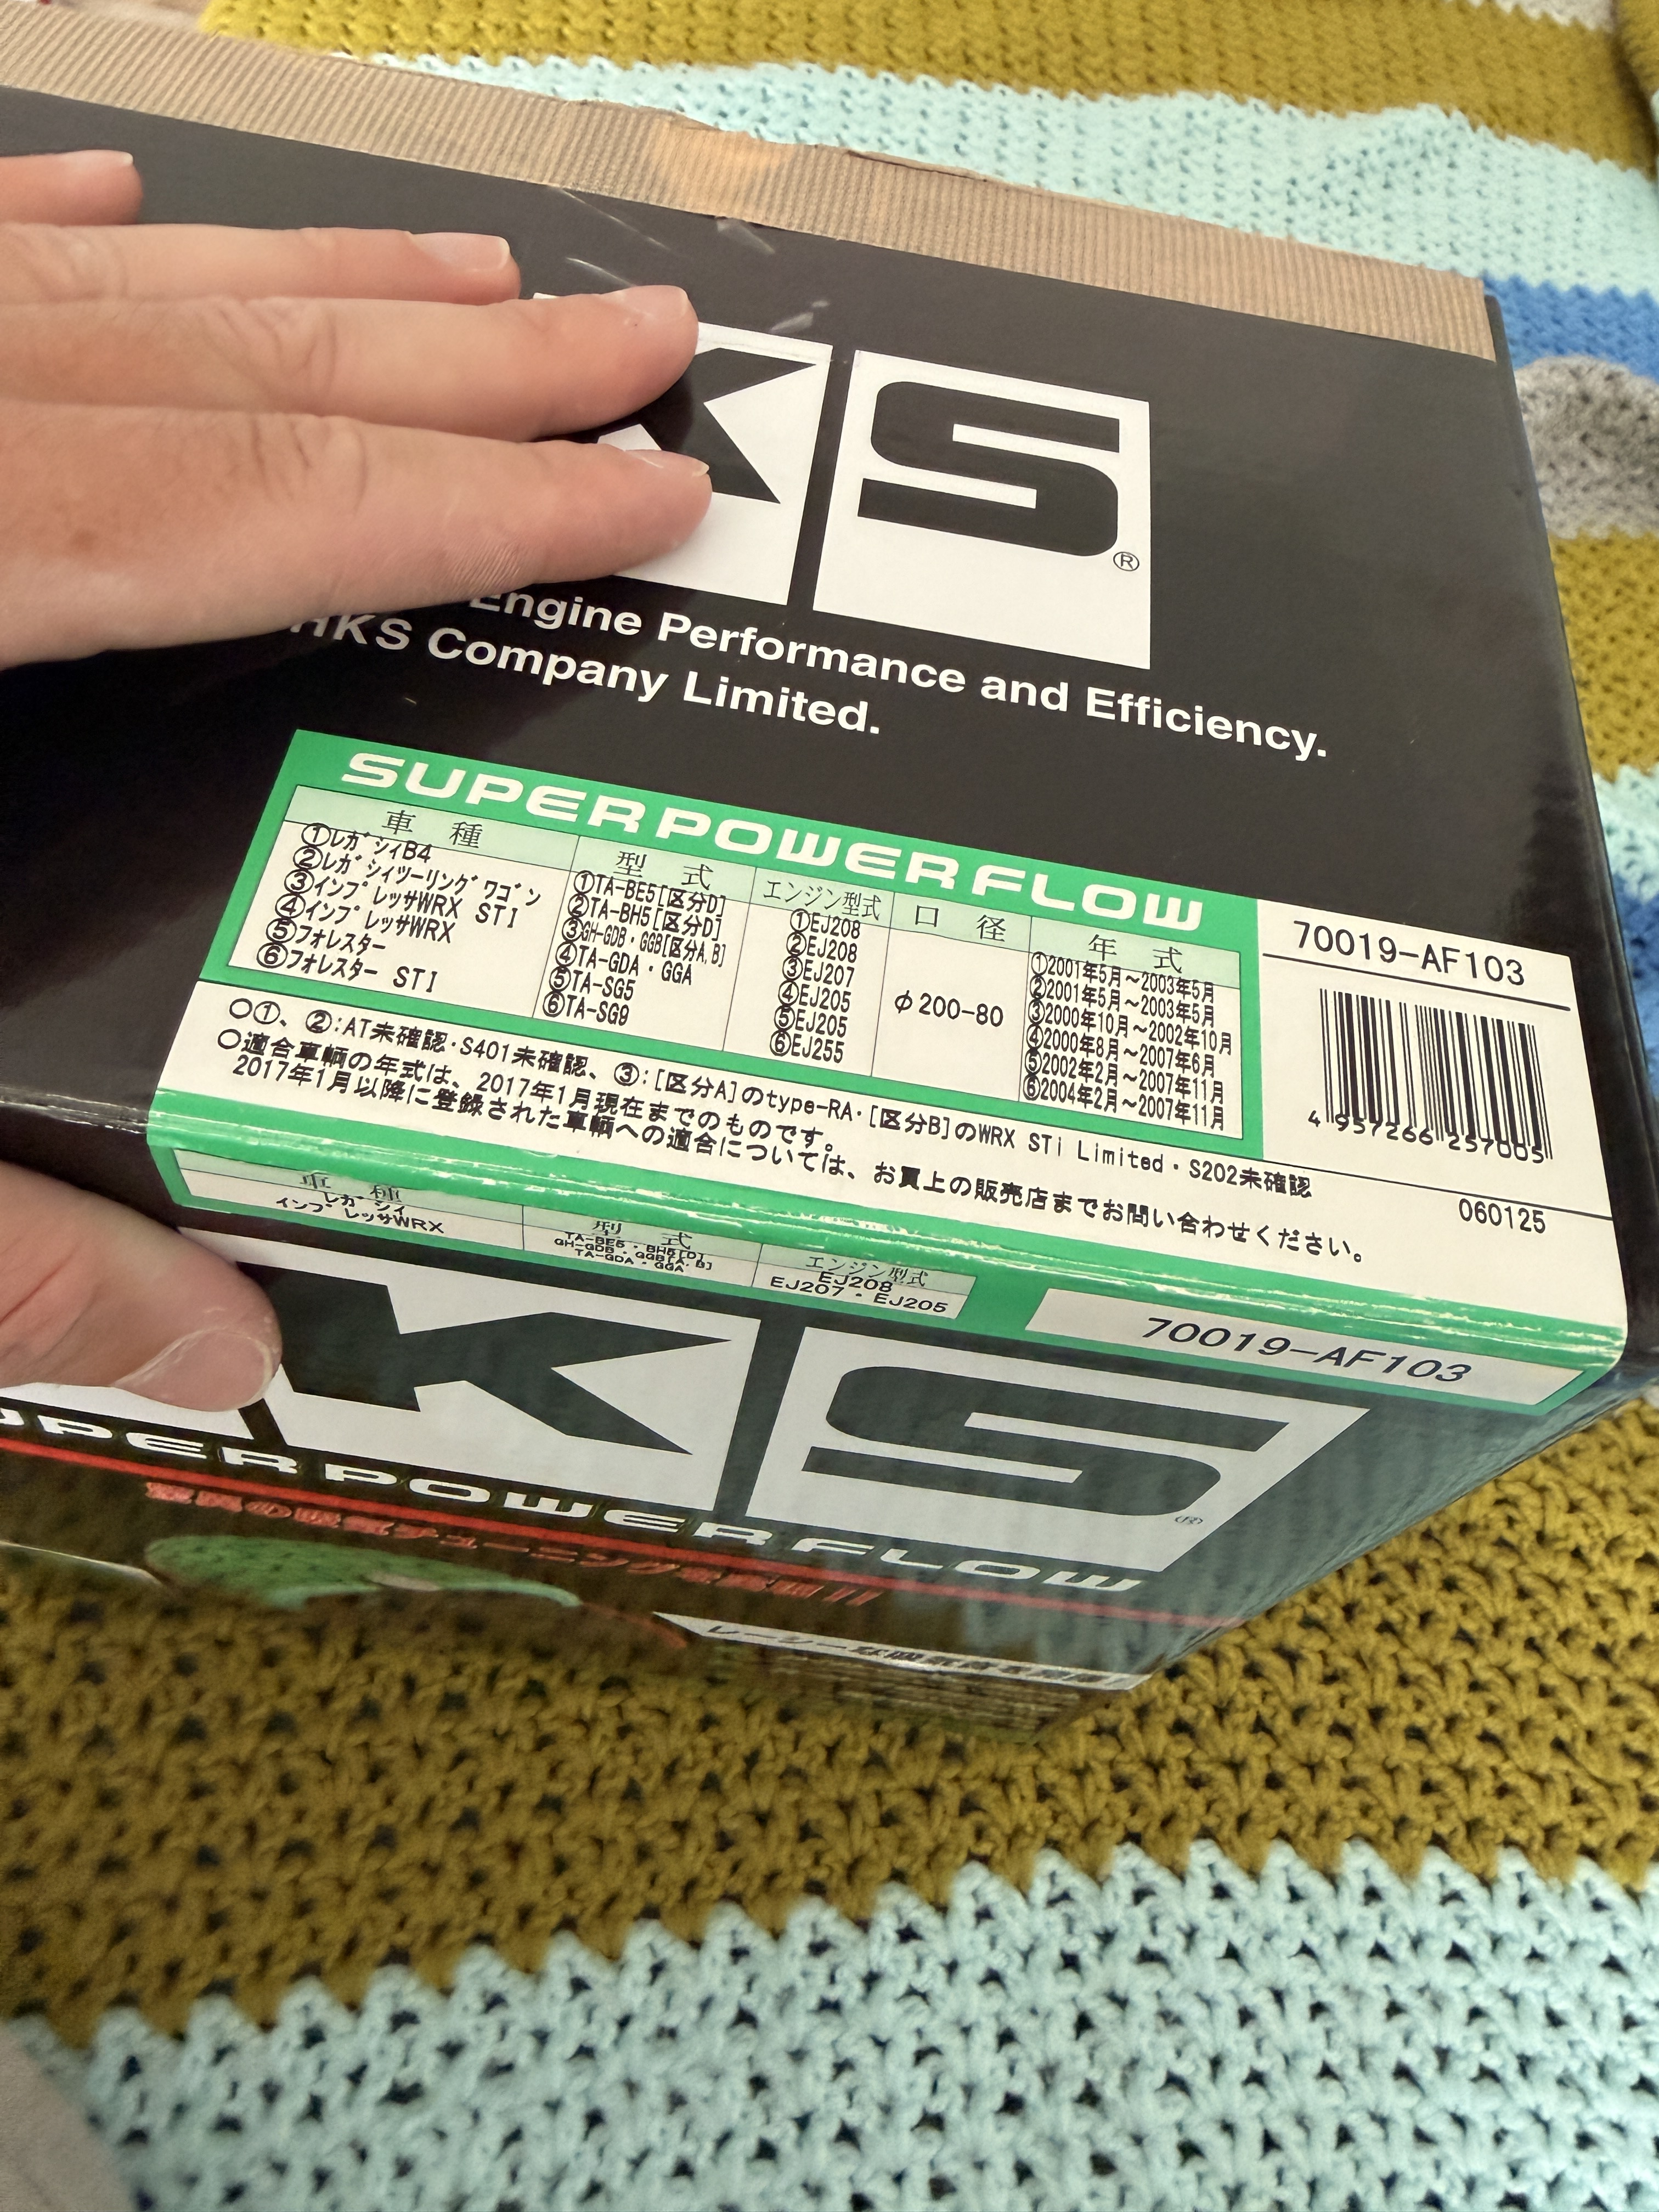 KS®
Engine Performance and Efficiency.
HKS Company Limited.
SUPER POWER FLOW
車種
①レガシィB4
②レガシィツーリングワゴン
③インプレッサWRX STI
④インプレッサWRX
⑤フォレスター
⑥フォレスター STI
型式
①TA-BE5[区分D]
②TA-BH5[区分D]
③GH-GDB・GGB[区分A,B]
④TA-GDA・GGA
⑤TA-SG5
⑥TA-SG9
エンジン型式
①EJ208
②EJ208
③EJ207
④EJ205
⑤EJ205
⑥EJ255
口径
φ200-80
年式
①2001年5月～2003年5月
②2001年5月～2003年5月
③2000年10月～2002年10月
④2000年8月～2007年6月
⑤2002年2月～2007年11月
⑥2004年2月～2007年11月
70019-AF103
4957266257005
○①、②:AT未確認・S401未確認、③:[区分A]のtype-RA・[区分B]のWRX STi Limited・S202未確認
○適合車輌の年式は、2017年1月現在までのものです。
2017年1月以降に登録された車輌への適合については、お買上の販売店までお問い合わせください。
060125
車種
レガシィ
インプレッサWRX
型式
TA-BE5・BH5[D]
GH-GDB・GGB[A,B]
TA-GDA・GGA
エンジン型式
EJ208
EJ207・EJ205
70019-AF103
KS®
UPER POWER FLOW